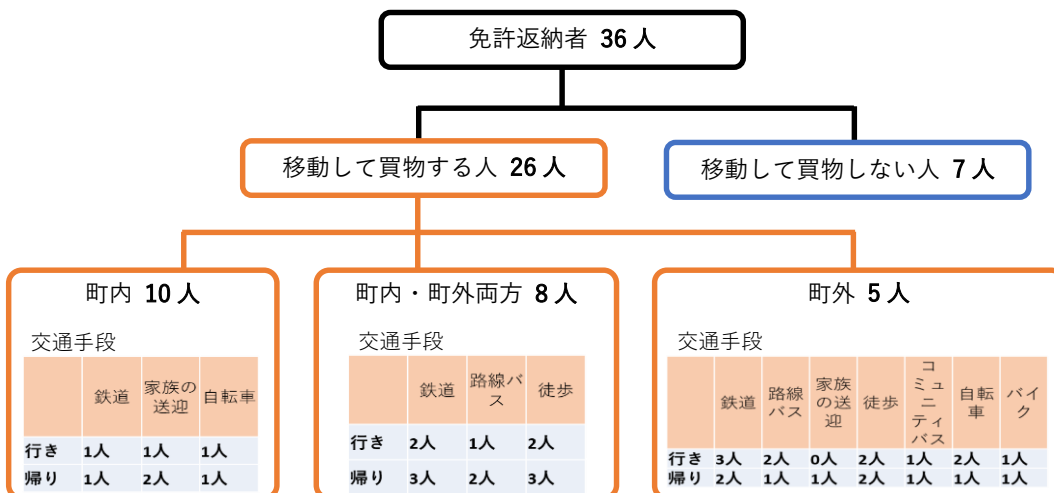 免許返納者 36人
移動して買物する人 26人
移動して買物しない人 7人
町内 10人
交通手段
鉄道 家族の送迎 自転車
行き 1人 1人 1人
帰り 1人 2人 1人
町内・町外両方 8人
交通手段
鉄道 路線バス 徒歩
行き 2人 1人 2人
帰り 3人 2人 3人
町外 5人
交通手段
鉄道 路線バス 家族の送迎 徒歩 コミュニティバス 自転車 バイク
行き 3人 2人 0人 2人 1人 2人 1人
帰り 2人 1人 1人 2人 1人 1人 1人